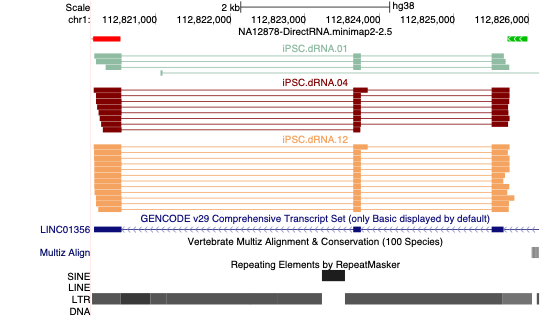 Scale 2 kb hg38
chr1: 112,821,000 112,822,000 112,823,000 112,824,000 112,825,000 112,826,000
NA12878-DirectRNA.minimap2-2.5
iPSC.dRNA.01
iPSC.dRNA.04
iPSC.dRNA.12
GENCODE v29 Comprehensive Transcript Set (only Basic displayed by default)
LINC01356
Vertebrate Multiz Alignment & Conservation (100 Species)
Multiz Align
Repeating Elements by RepeatMasker
SINE
LINE
LTR
DNA